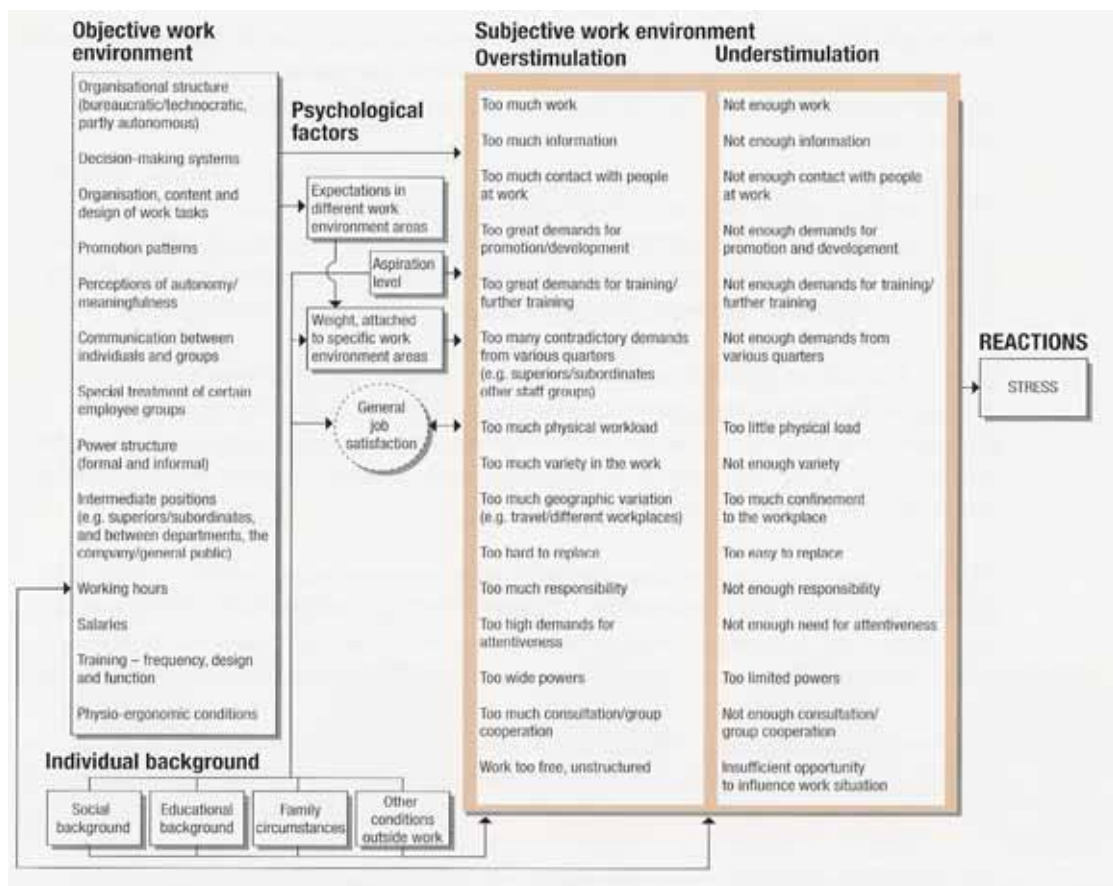 Objective work
environment
Organisational structure
(bureaucratic/technocratic,
partly autonomous)
Decision-making systems
Organisation, content and
design of work tasks
Promotion patterns
Perceptions of autonomy/
meaningfulness
Communication between
individuals and groups
Special treatment of certain
employee groups
Power structure
(formal and informal)
Intermediate positions
(e.g. superiors/subordinates,
and between departments, the
company/general public)
Working hours
Salaries
Training – frequency, design
and function
Physio-ergonomic conditions
Individual background
Social
background
Educational
background
Family
circumstances
Other
conditions
outside work
Psychological
factors
Expectations in
different work
environment areas
Aspiration
level
Weight, attached
to specific work
environment areas
General
job
satisfaction
Subjective work environment
Overstimulation
Too much work
Too much information
Too much contact with people
at work
Too great demands for
promotion/development
Too great demands for training/
further training
Too many contradictory demands
from various quarters
(e.g. superiors/subordinates
other staff groups)
Too much physical workload
Too much variety in the work
Too much geographic variation
(e.g. travel/different workplaces)
Too hard to replace
Too much responsibility
Too high demands for
attentiveness
Too wide powers
Too much consultation/group
cooperation
Work too free, unstructured
Understimulation
Not enough work
Not enough information
Not enough contact with people
at work
Not enough demands for
promotion and development
Not enough demands for training/
further training
Not enough demands from
various quarters
Too little physical load
Not enough variety
Too much confinement
to the workplace
Too easy to replace
Not enough responsibility
Not enough need for attentiveness
Too limited powers
Not enough consultation/
group cooperation
Insufficient opportunity
to influence work situation
REACTIONS
STRESS